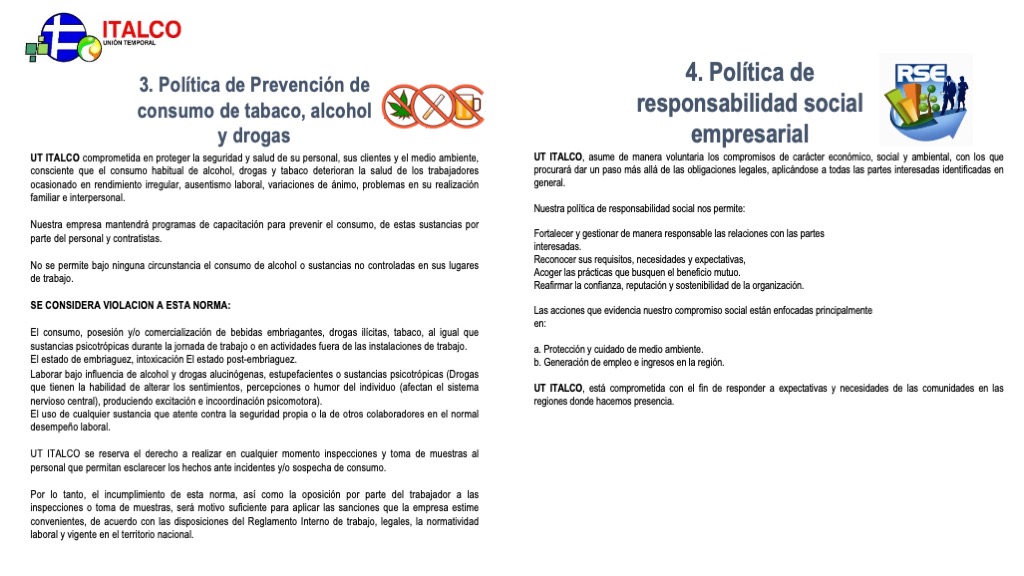 ITALCO
UNIÓN TEMPORAL
3. Política de Prevención de
consumo de tabaco, alcohol
y drogas
UT ITALCO comprometida en proteger la seguridad y salud de su personal, sus clientes y el medio ambiente,
consciente que el consumo habitual de alcohol, drogas y tabaco deterioran la salud de los trabajadores
ocasionado en rendimiento irregular, ausentismo laboral, variaciones de ánimo, problemas en su realización
familiar e interpersonal.
Nuestra empresa mantendrá programas de capacitación para prevenir el consumo, de estas sustancias por
parte del personal y contratistas.
No se permite bajo ninguna circunstancia el consumo de alcohol o sustancias no controladas en sus lugares
de trabajo.
SE CONSIDERA VIOLACION A ESTA NORMA:
El consumo, posesión y/o comercialización de bebidas embriagantes, drogas ilícitas, tabaco, al igual que
sustancias psicotrópicas durante la jornada de trabajo o en actividades fuera de las instalaciones de trabajo.
El estado de embriaguez, intoxicación El estado post-embriaguez.
Laborar bajo influencia de alcohol y drogas alucinógenas, estupefacientes o sustancias psicotrópicas (Drogas
que tienen la habilidad de alterar los sentimientos, percepciones o humor del individuo (afectan el sistema
nervioso central), produciendo excitación e incoordinación psicomotora).
El uso de cualquier sustancia que atente contra la seguridad propia o la de otros colaboradores en el normal
desempeño laboral.
UT ITALCO se reserva el derecho a realizar en cualquier momento inspecciones y toma de muestras al
personal que permitan esclarecer los hechos ante incidentes y/o sospecha de consumo.
Por lo tanto, el incumplimiento de esta norma, así como la oposición por parte del trabajador a las
inspecciones o toma de muestras, será motivo suficiente para aplicar las sanciones que la empresa estime
convenientes, de acuerdo con las disposiciones del Reglamento Interno de trabajo, legales, la normatividad
laboral y vigente en el territorio nacional.
4. Política de
responsabilidad social
empresarial
RSE
UT ITALCO, asume de manera voluntaria los compromisos de carácter económico, social y ambiental, con los que
procurará dar un paso más allá de las obligaciones legales, aplicándose a todas las partes interesadas identificadas en
general.
Nuestra política de responsabilidad social nos permite:
Fortalecer y gestionar de manera responsable las relaciones con las partes
interesadas.
Reconocer sus requisitos, necesidades y expectativas,
Acoger las prácticas que busquen el beneficio mutuo.
Reafirmar la confianza, reputación y sostenibilidad de la organización.
Las acciones que evidencia nuestro compromiso social están enfocadas principalmente
en:
a. Protección y cuidado de medio ambiente.
b. Generación de empleo e ingresos en la región.
UT ITALCO, está comprometida con el fin de responder a expectativas y necesidades de las comunidades en las
regiones donde hacemos presencia.